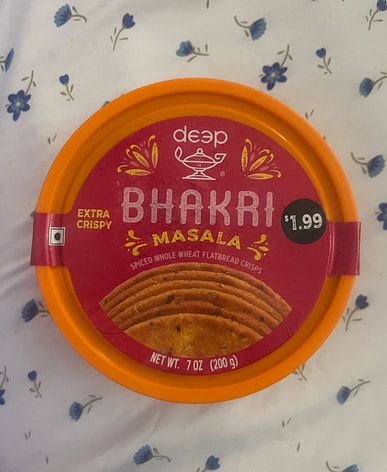 deep
®
BHAKRI
EXTRA
CRISPY
$1.99
MASALA
SPICED WHOLE WHEAT FLATBREAD CRISPS
NET WT. 7 OZ (200 g)